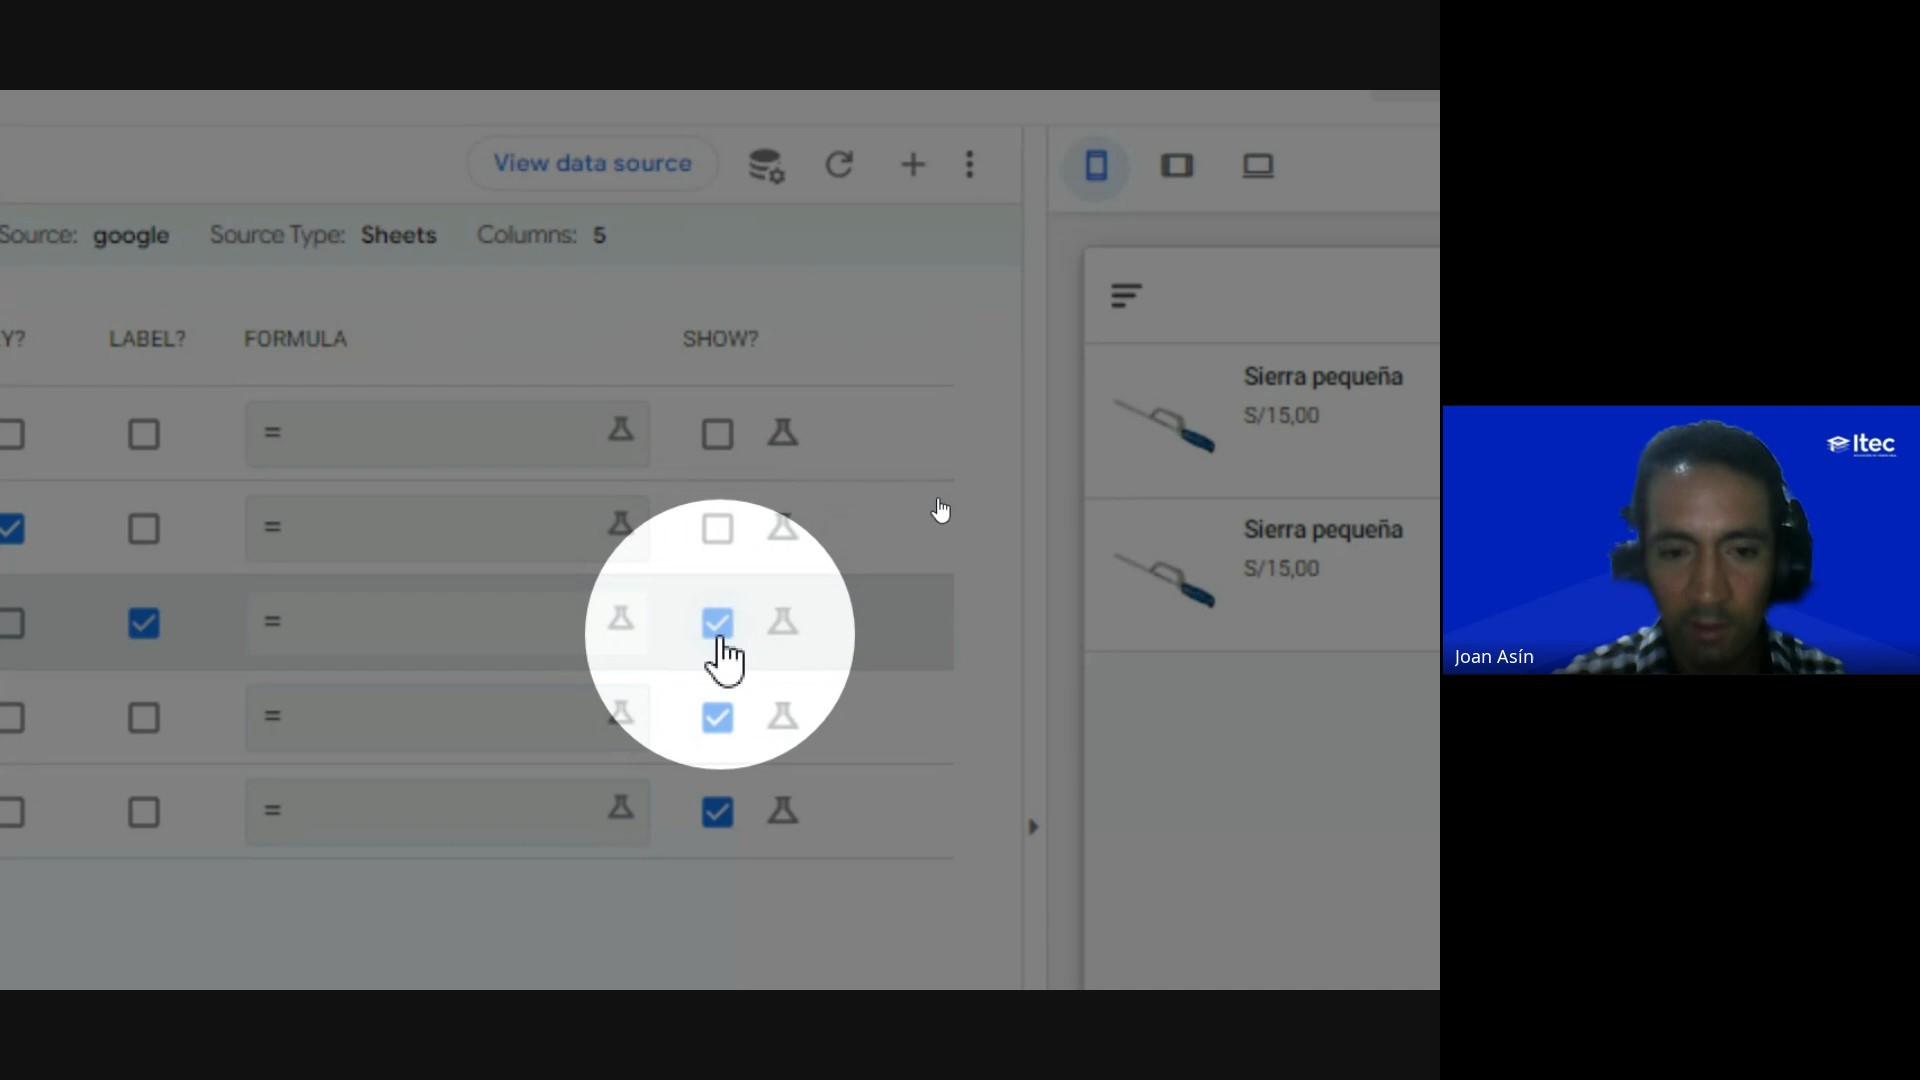 View data source
Source: google Source Type: Sheets Columns: 5
Y? LABEL? FORMULA SHOW?
=
=
=
=
=
Sierra pequeña
S/15,00
Sierra pequeña
S/15,00
Itec
Joan Asín